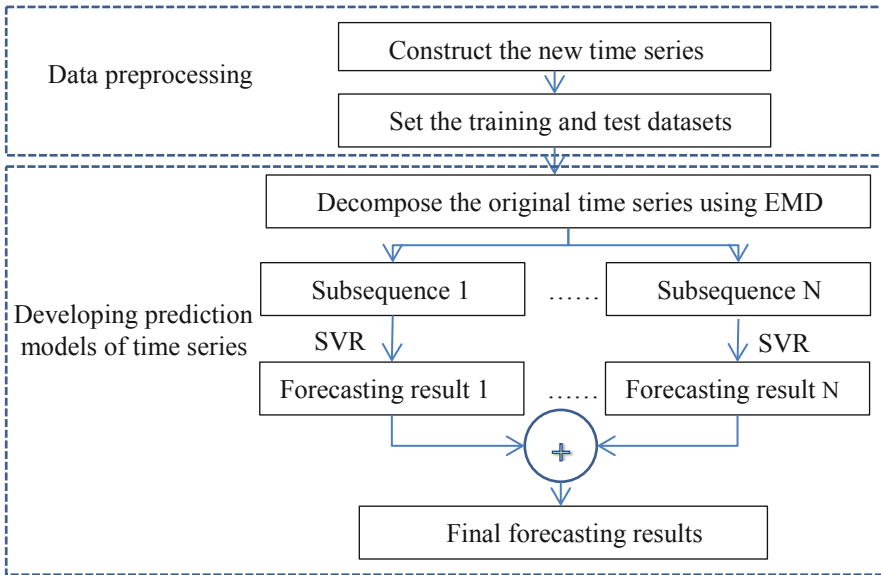 Data preprocessing
Construct the new time series
Set the training and test datasets
Developing prediction
models of time series
Decompose the original time series using EMD
Subsequence 1
……
Subsequence N
SVR
SVR
Forecasting result 1
……
Forecasting result N
+
Final forecasting results